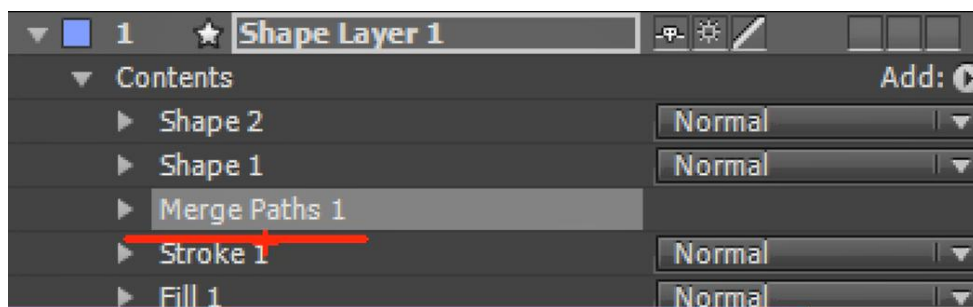 1 Shape Layer 1
Contents Add:
Shape 2 Normal
Shape 1 Normal
Merge Paths 1
Stroke 1 Normal
Fill 1 Normal